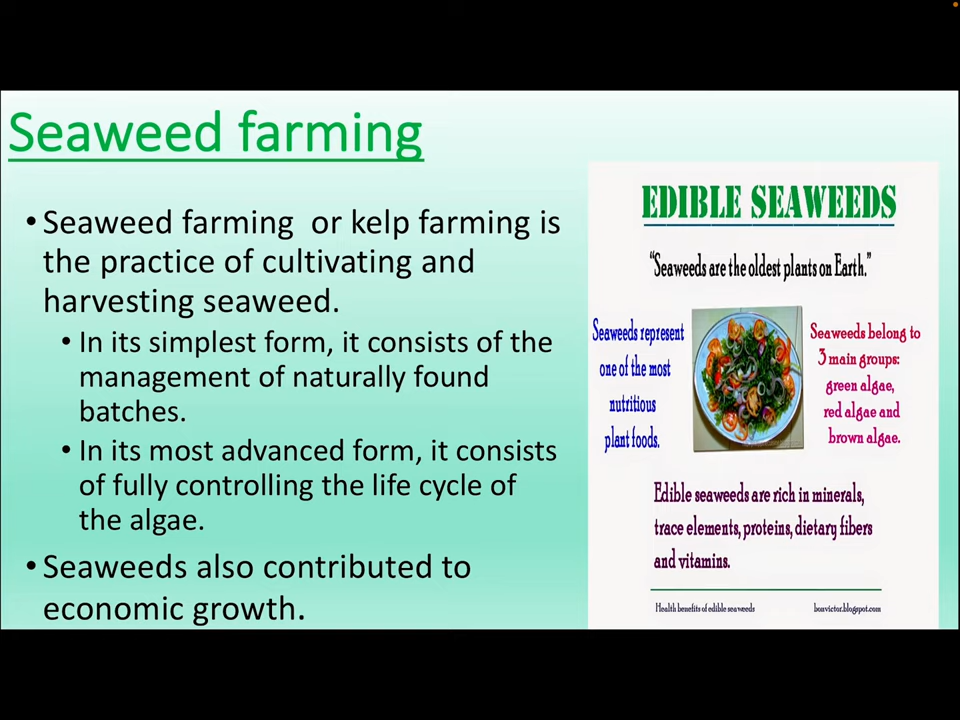 Seaweed farming
• Seaweed farming  or kelp farming is
the practice of cultivating and
harvesting seaweed.
• In its simplest form, it consists of the
management of naturally found
batches.
• In its most advanced form, it consists
of fully controlling the life cycle of
the algae.
• Seaweeds also contributed to
economic growth.
EDIBLE SEAWEEDS
“Seaweeds are the oldest plants on Earth.”
Seaweeds represent
one of the most
nutritious
plant foods.
Seaweeds belong to
3 main groups:
green algae,
red algae and
brown algae.
Edible seaweeds are rich in minerals,
trace elements, proteins, dietary fibers
and vitamins.
Health benefits of edible seaweeds
bonvictor.blogspot.com